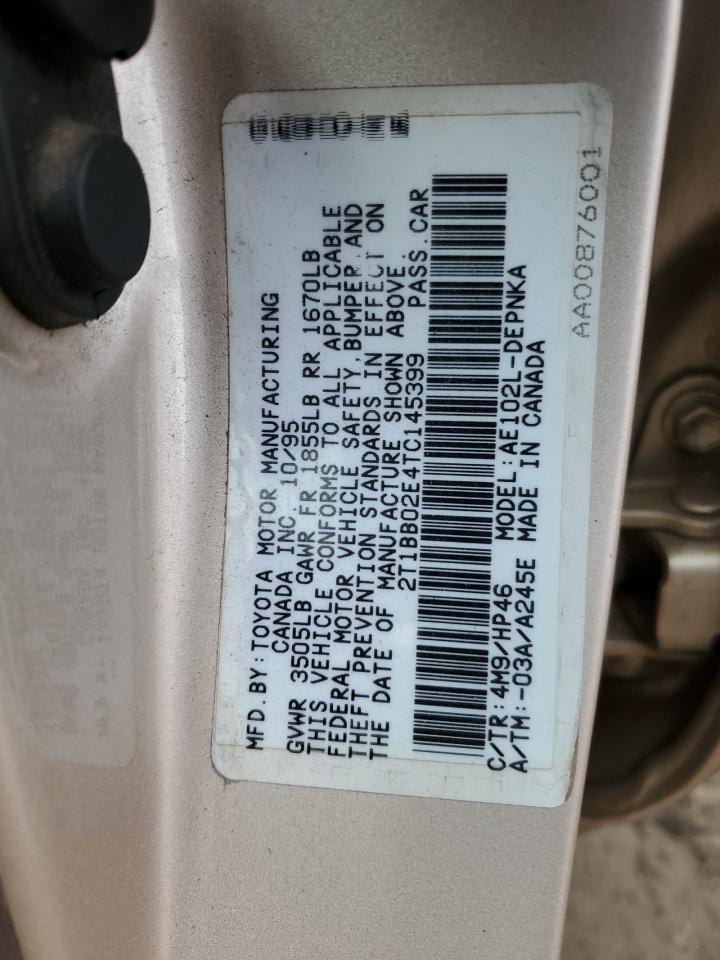 MFD. BY: TOYOTA MOTOR MANUFACTURING
CANADA INC. 10/95
GVWR 3505LB GAWR FR 1855LB RR 1670LB
THIS VEHICLE CONFORMS TO ALL APPLICABLE
FEDERAL MOTOR VEHICLE SAFETY, BUMPER, AND
THEFT PREVENTION STANDARDS IN EFFECT ON
THE DATE OF MANUFACTURE SHOWN ABOVE.
2T1BB02E4TC145399 PASS. CAR
C/TR: 4M9/HP46 MODEL: AE102L-DEPNKA
A/TM: -03A/A245E MADE IN CANADA
AA00876001